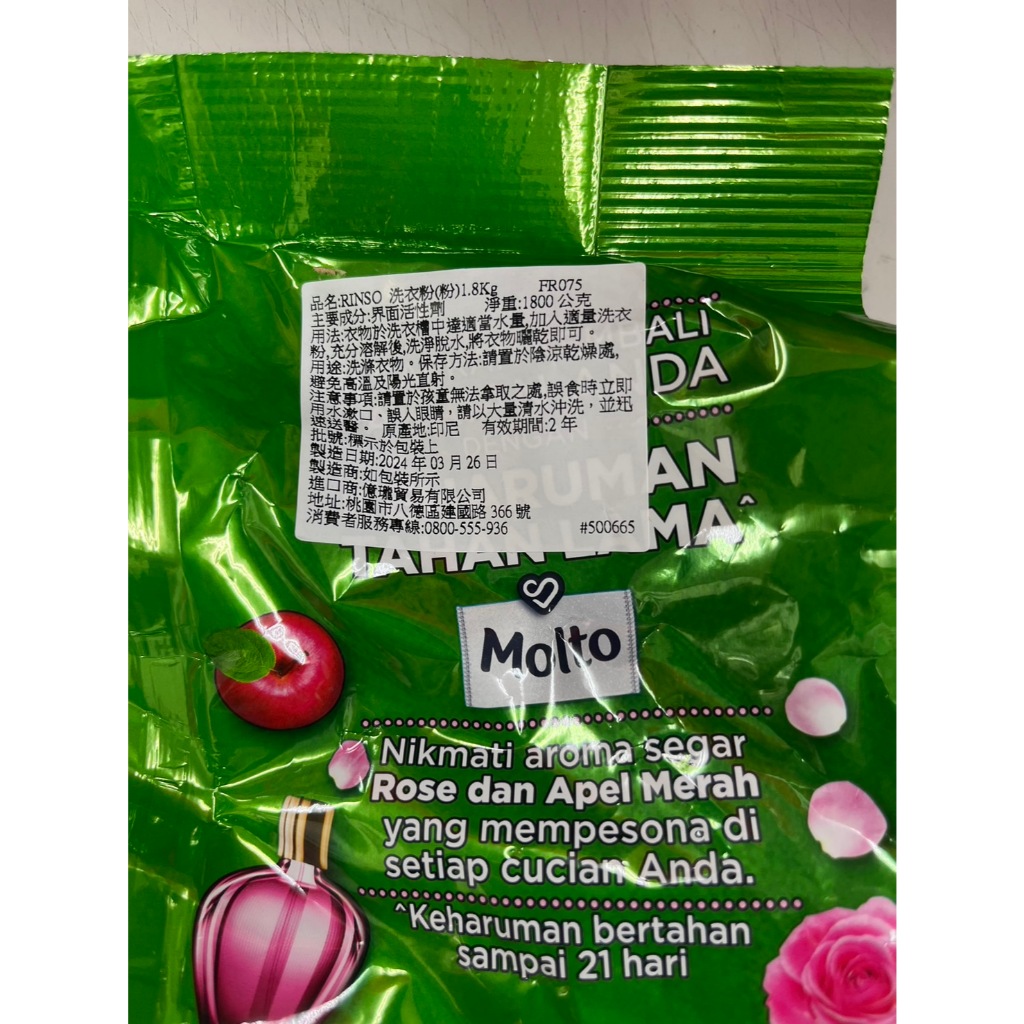 品名:RINSO 洗衣粉(粉)1.8Kg FR075
主要成分:界面活性劑 淨重:1800 公克
用法:衣物於洗衣槽中達適當水量,加入適量洗衣
粉,充分溶解後,洗淨脫水,將衣物曬乾即可。
用途:洗滌衣物。保存方法:請置於陰涼乾燥處,
避免高溫及陽光直射。
注意事項:請置於孩童無法拿取之處,誤食時立即
用水漱口、誤入眼睛,請以大量清水沖洗,並迅
速送醫。 原產地:印尼 有效期間:2 年
批號:標示於包裝上
製造日期:2024 年 03 月 26 日
製造商:如包裝所示
進口商:億瓏貿易有限公司
地址:桃園市八德區建國路 366 號
消費者服務專線:0800-555-936 #500665
BALI
NDA
DENGAN
ARUMAN
TAHAN LAMA^
Molto
Nikmati aroma segar
Rose dan Apel Merah
yang mempesona di
setiap cucian Anda.
^Keharuman bertahan
sampai 21 hari